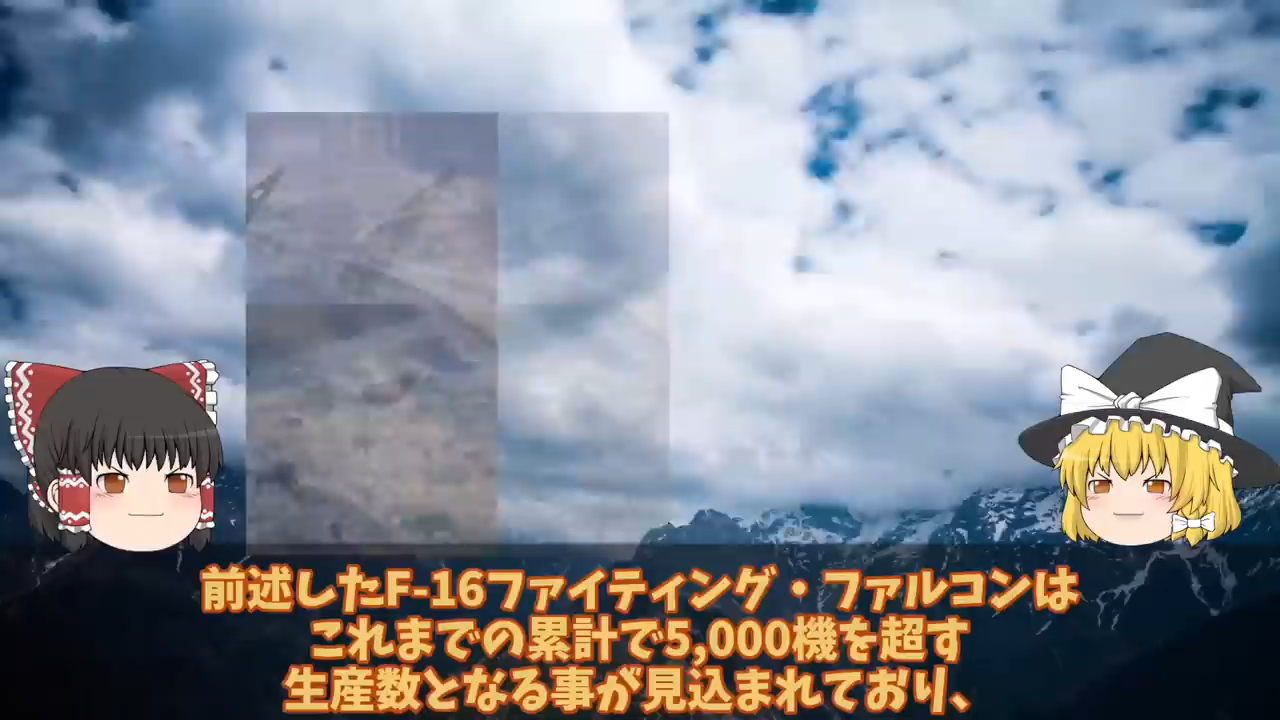 前述したF-16ファイティング・ファルコンは
これまでの累計で5,000機を超す
生産数となる事が見込まれており、